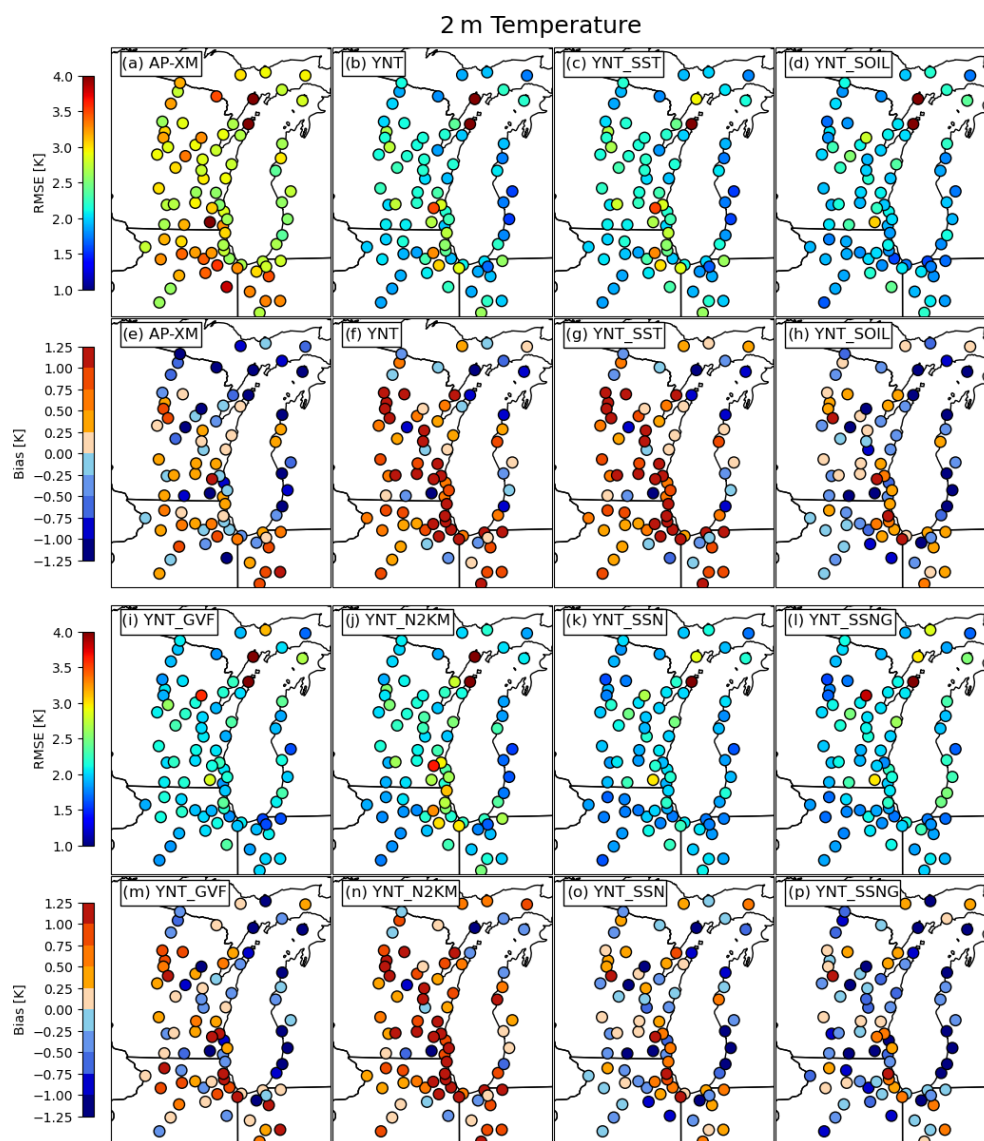 2 m Temperature
(a) AP-XM
(b) YNT
(c) YNT_SST
(d) YNT_SOIL
4.0
3.5
3.0
2.5
2.0
1.5
1.0
RMSE [K]
(e) AP-XM
(f) YNT
(g) YNT_SST
(h) YNT_SOIL
1.25
1.00
0.75
0.50
0.25
0.00
−0.25
−0.50
−0.75
−1.00
−1.25
Bias [K]
(i) YNT_GVF
(j) YNT_N2KM
(k) YNT_SSN
(l) YNT_SSNG
4.0
3.5
3.0
2.5
2.0
1.5
1.0
RMSE [K]
(m) YNT_GVF
(n) YNT_N2KM
(o) YNT_SSN
(p) YNT_SSNG
1.25
1.00
0.75
0.50
0.25
0.00
−0.25
−0.50
−0.75
−1.00
−1.25
Bias [K]